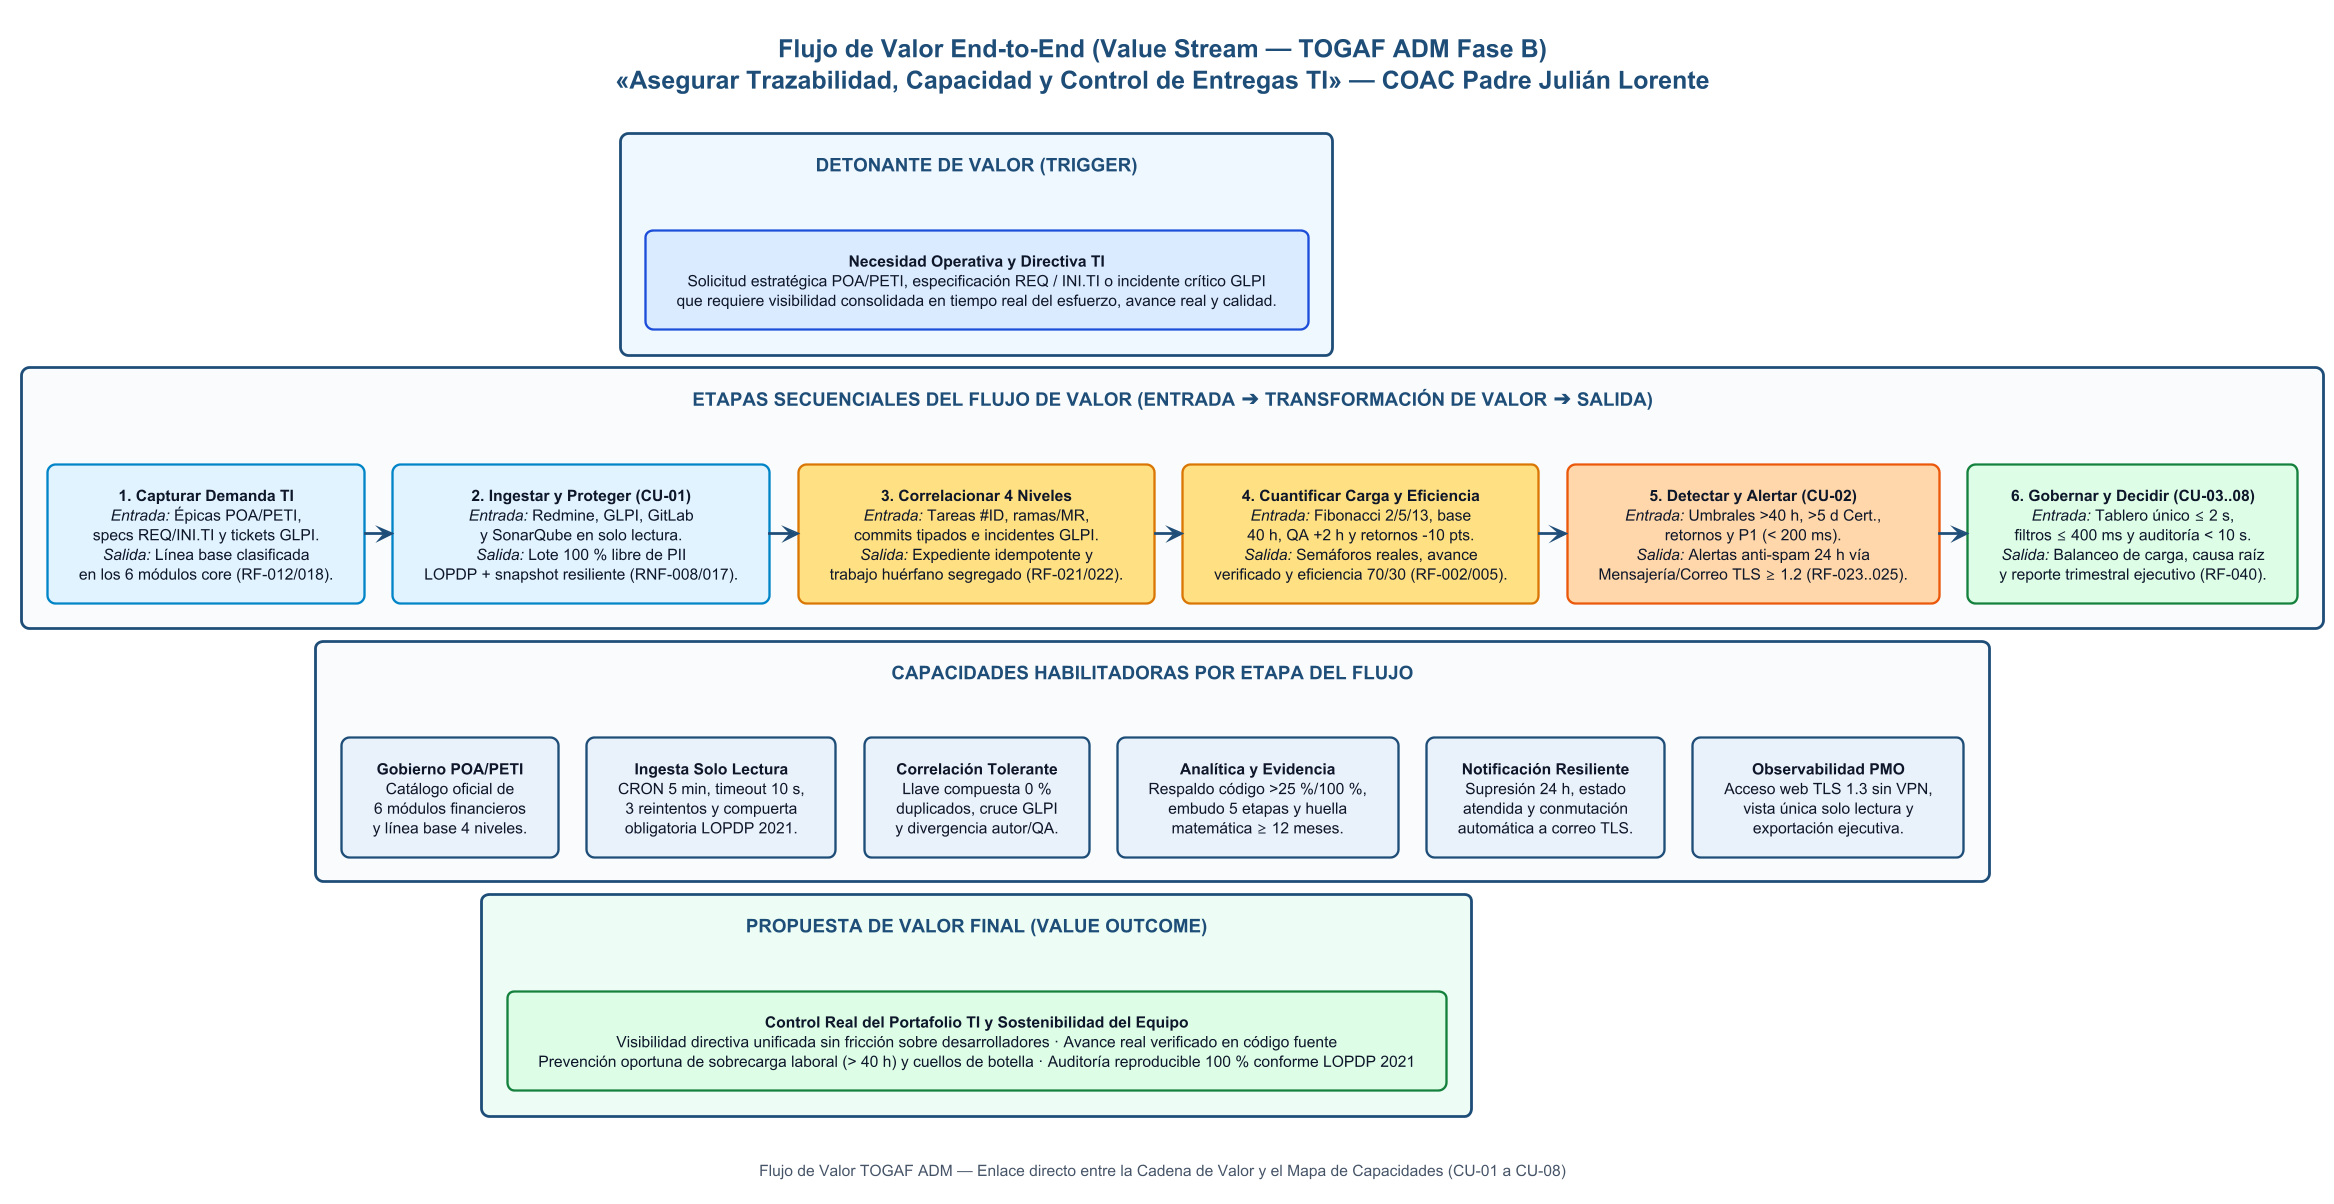 Flujo de Valor End-to-End (Value Stream — TOGAF ADM Fase B)
«Asegurar Trazabilidad, Capacidad y Control de Entregas TI» — COAC Padre Julián Lorente
DETONANTE DE VALOR (TRIGGER)
Necesidad Operativa y Directiva TI
Solicitud estratégica POA/PETI, especificación REQ / INI.TI o incidente crítico GLPI
que requiere visibilidad consolidada en tiempo real del esfuerzo, avance real y calidad.
ETAPAS SECUENCIALES DEL FLUJO DE VALOR (ENTRADA ➔ TRANSFORMACIÓN DE VALOR ➔ SALIDA)
1. Capturar Demanda TI
Entrada: Épicas POA/PETI,
specs REQ/INI.TI y tickets GLPI.
Salida: Línea base clasificada
en los 6 módulos core (RF-012/018).
2. Ingestar y Proteger (CU-01)
Entrada: Redmine, GLPI, GitLab
y SonarQube en solo lectura.
Salida: Lote 100 % libre de PII
LOPDP + snapshot resiliente (RNF-008/017).
3. Correlacionar 4 Niveles
Entrada: Tareas #ID, ramas/MR,
commits tipados e incidentes GLPI.
Salida: Expediente idempotente y
trabajo huérfano segregado (RF-021/022).
4. Cuantificar Carga y Eficiencia
Entrada: Fibonacci 2/5/13, base
40 h, QA +2 h y retornos -10 pts.
Salida: Semáforos reales, avance
verificado y eficiencia 70/30 (RF-002/005).
5. Detectar y Alertar (CU-02)
Entrada: Umbrales >40 h, >5 d Cert.,
retornos y P1 (< 200 ms).
Salida: Alertas anti-spam 24 h vía
Mensajería/Correo TLS ≥ 1.2 (RF-023..025).
6. Gobernar y Decidir (CU-03..08)
Entrada: Tablero único ≤ 2 s,
filtros ≤ 400 ms y auditoría < 10 s.
Salida: Balanceo de carga, causa raíz
y reporte trimestral ejecutivo (RF-040).
CAPACIDADES HABILITADORAS POR ETAPA DEL FLUJO
Gobierno POA/PETI
Catálogo oficial de
6 módulos financieros
y línea base 4 niveles.
Ingesta Solo Lectura
CRON 5 min, timeout 10 s,
3 reintentos y compuerta
obligatoria LOPDP 2021.
Correlación Tolerante
Llave compuesta 0 %
duplicados, cruce GLPI
y divergencia autor/QA.
Analítica y Evidencia
Respaldo código >25 %/100 %,
embudo 5 etapas y huella
matemática ≥ 12 meses.
Notificación Resiliente
Supresión 24 h, estado
atendida y conmutación
automática a correo TLS.
Observabilidad PMO
Acceso web TLS 1.3 sin VPN,
vista única solo lectura y
exportación ejecutiva.
PROPUESTA DE VALOR FINAL (VALUE OUTCOME)
Control Real del Portafolio TI y Sostenibilidad del Equipo
Visibilidad directiva unificada sin fricción sobre desarrolladores · Avance real verificado en código fuente
Prevención oportuna de sobrecarga laboral (> 40 h) y cuellos de botella · Auditoría reproducible 100 % conforme LOPDP 2021
Flujo de Valor TOGAF ADM — Enlace directo entre la Cadena de Valor y el Mapa de Capacidades (CU-01 a CU-08)